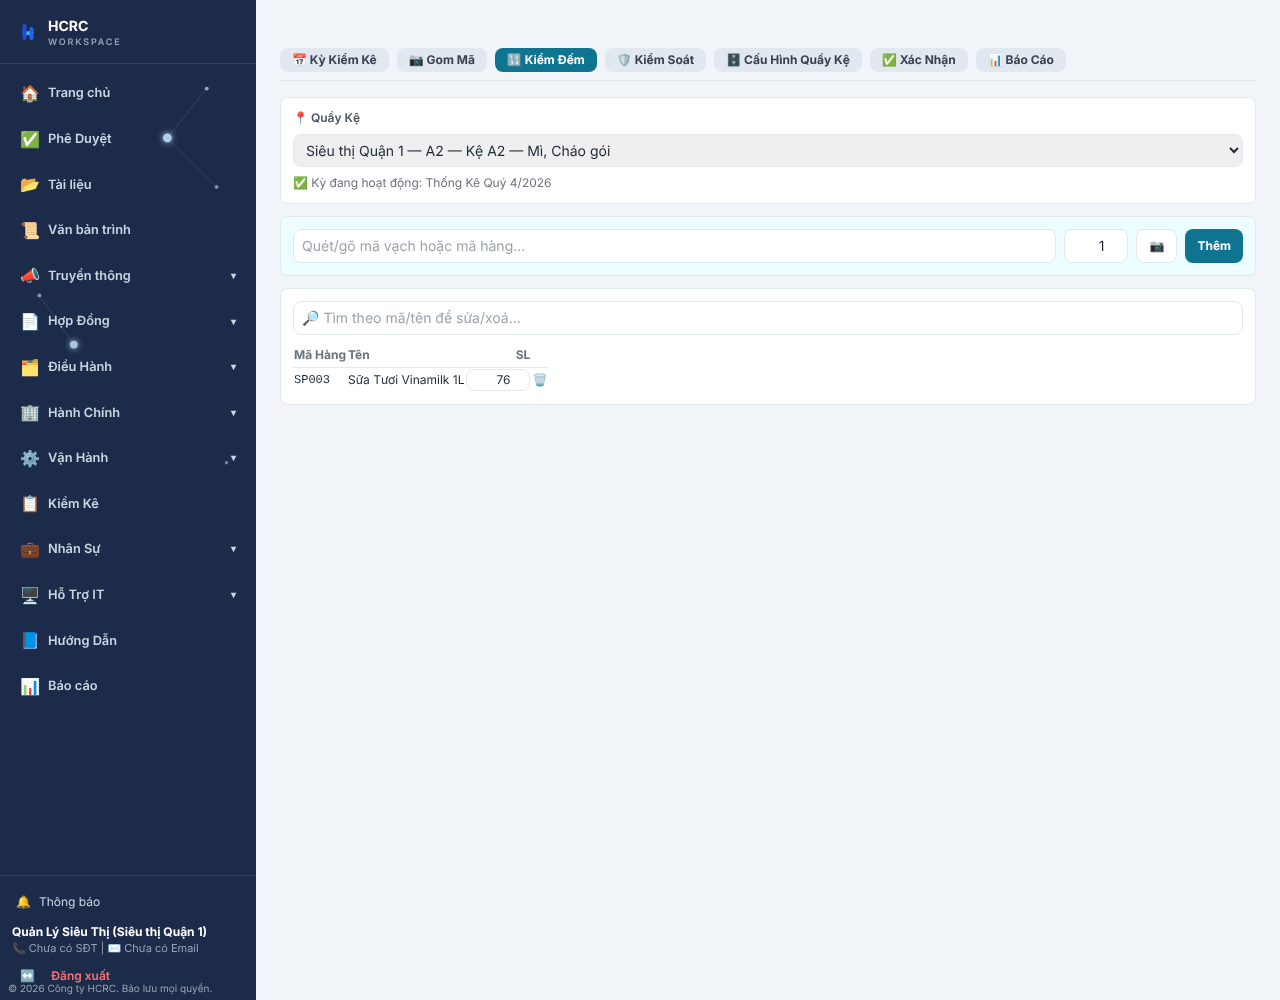 HCRC
WORKSPACE
Trang chủ
Phê Duyệt
Tài liệu
Văn bản trình
Truyền thông
Hợp Đồng
Điều Hành
Hành Chính
Vận Hành
Kiểm Kê
Nhân Sự
Hỗ Trợ IT
Hướng Dẫn
Báo cáo
Thông báo
Quản Lý Siêu Thị (Siêu thị Quận 1)
Chưa có SĐT | Chưa có Email
Đăng xuất
© 2026 Công ty HCRC. Bảo lưu mọi quyền.
Kỳ Kiểm Kê
Gom Mã
Kiểm Đếm
Kiểm Soát
Cấu Hình Quầy Kệ
Xác Nhận
Báo Cáo
Quầy Kệ
Siêu thị Quận 1 — A2 — Kệ A2 — Mì, Cháo gói
Kỳ đang hoạt động: Thống Kê Quý 4/2026
Quét/gõ mã vạch hoặc mã hàng... 1 Thêm
Tìm theo mã/tên để sửa/xoá...
Mã Hàng Tên SL
SP003 Sữa Tươi Vinamilk 1L 76